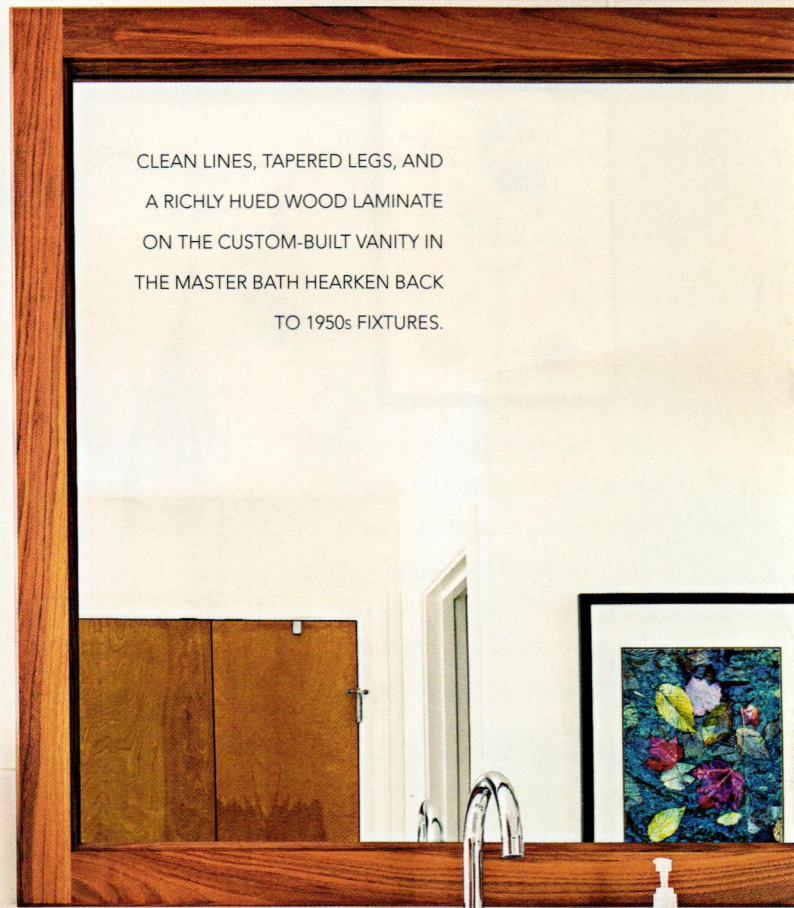 CLEAN LINES, TAPERED LEGS, AND
A RICHLY HUED WOOD LAMINATE
ON THE CUSTOM-BUILT VANITY IN
THE MASTER BATH HEARKEN BACK
TO 1950s FIXTURES.